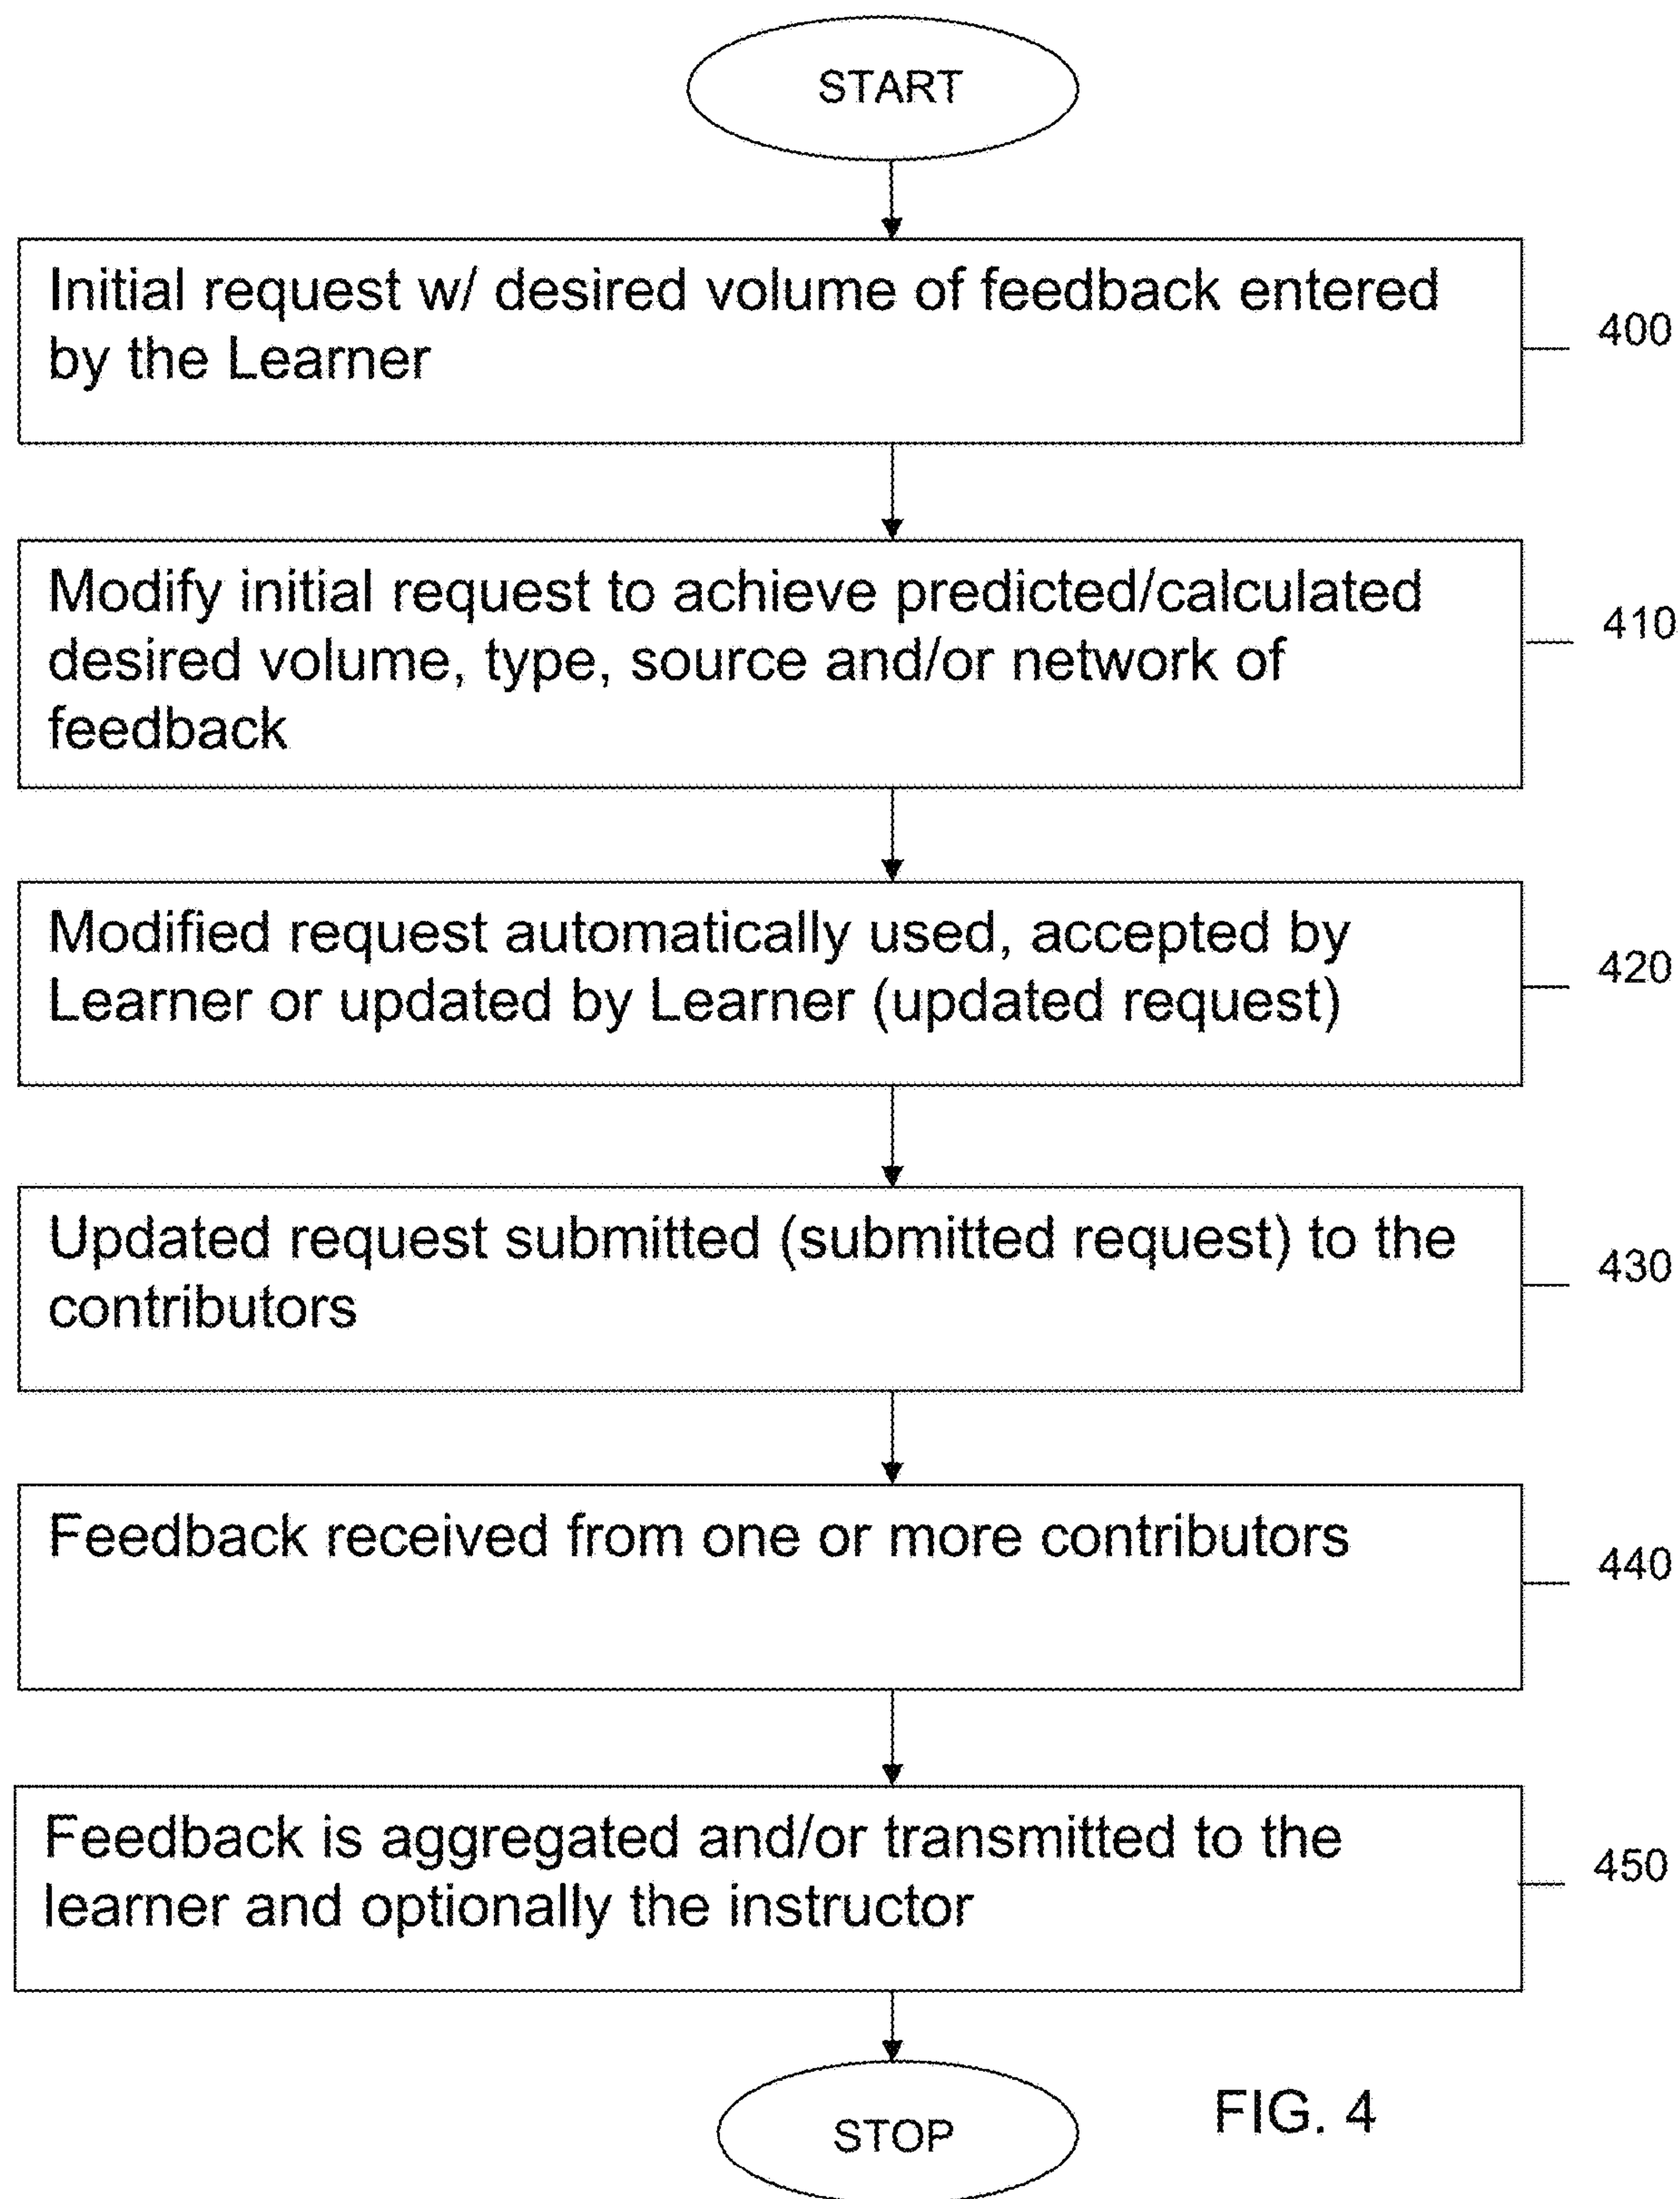 START
Initial request w/ desired volume of feedback entered
by the Learner
400
Modify initial request to achieve predicted/calculated
desired volume, type, source and/or network of
feedback
410
Modified request automatically used, accepted by
Learner or updated by Learner (updated request)
420
Updated request submitted (submitted request) to the
contributors
430
Feedback received from one or more contributors
440
Feedback is aggregated and/or transmitted to the
learner and optionally the instructor
450
STOP
FIG. 4